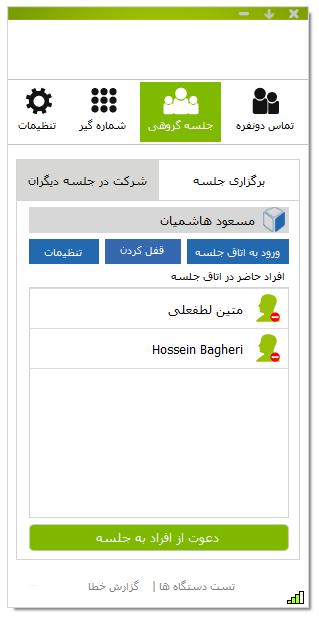 تماس دونفره
جلسه گروهی
شماره گیر
تنظیمات
برگزاری جلسه
شرکت در جلسه دیگران
مسعود هاشمیان
ورود به اتاق جلسه
قفل کردن
تنظیمات
افراد حاضر در اتاق جلسه
متین لطفعلی
Hossein Bagheri
دعوت از افراد به جلسه
تست دستگاه ها | گزارش خطا